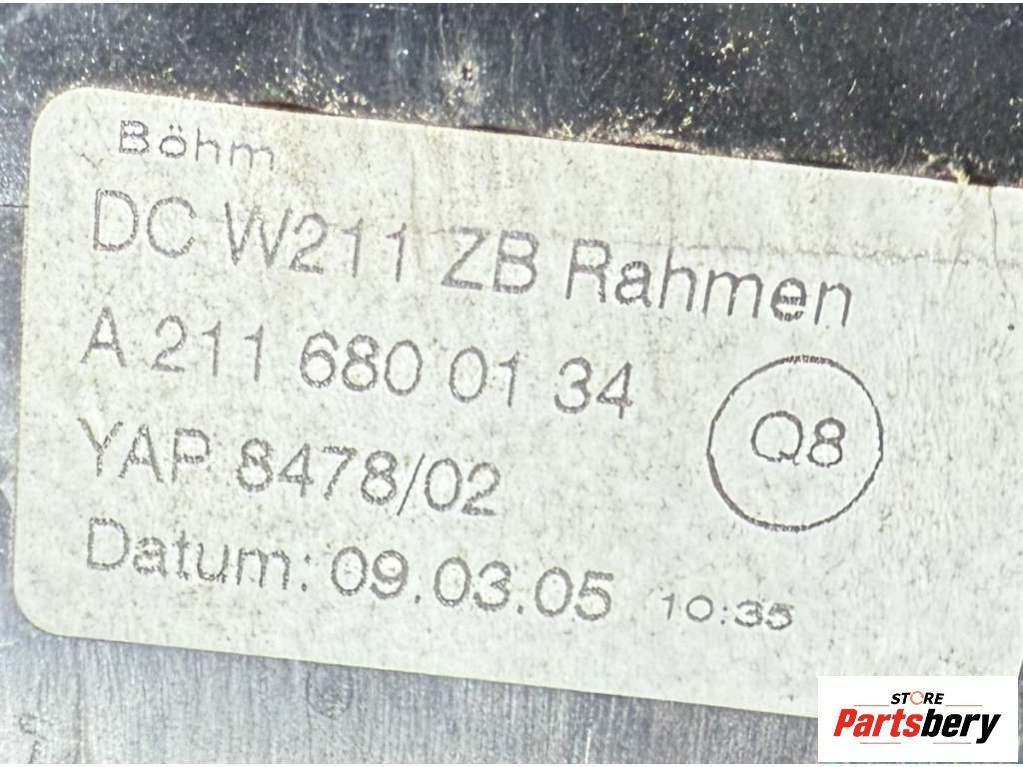 Böhm
DC W211 ZB Rahmen
A 211 680 01 34
Q8
YAP 8478/02
Datum: 09.03.05 10:35
STORE
Partsbery